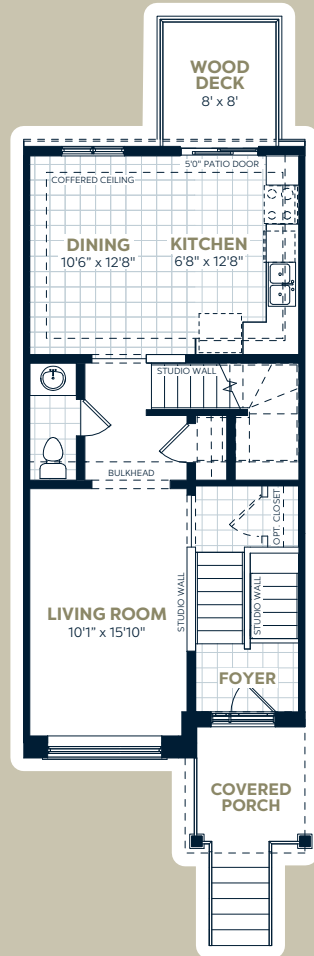 WOOD
DECK
8' x 8'
5'0" PATIO DOOR
COFFERED CEILING
DINING
10'6" x 12'8"
KITCHEN
6'8" x 12'8"
STUDIO WALL
BULKHEAD
OPT. CLOSET
STUDIO WALL
STUDIO WALL
LIVING ROOM
10'1" x 15'10"
FOYER
COVERED
PORCH